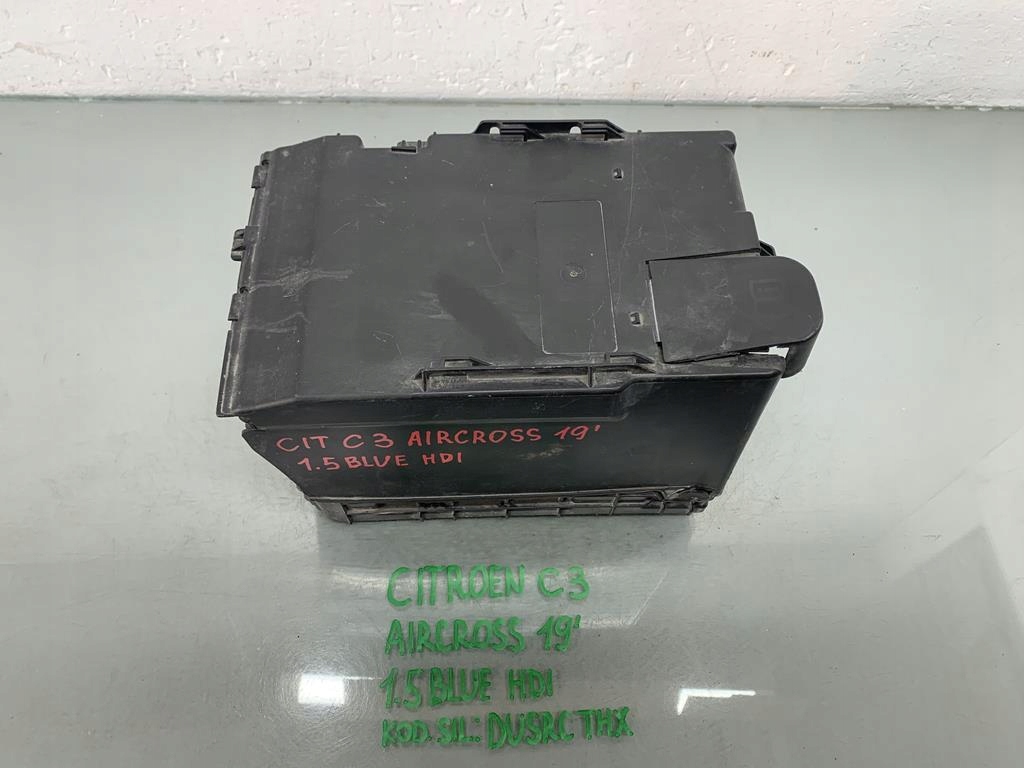 CIT C3 AIRCROSS 19'
1.5 BLUE HDI
CITROEN C3
AIRCROSS 19'
1.5 BLUE HDI
KOD.SIL.: DVSRC THX